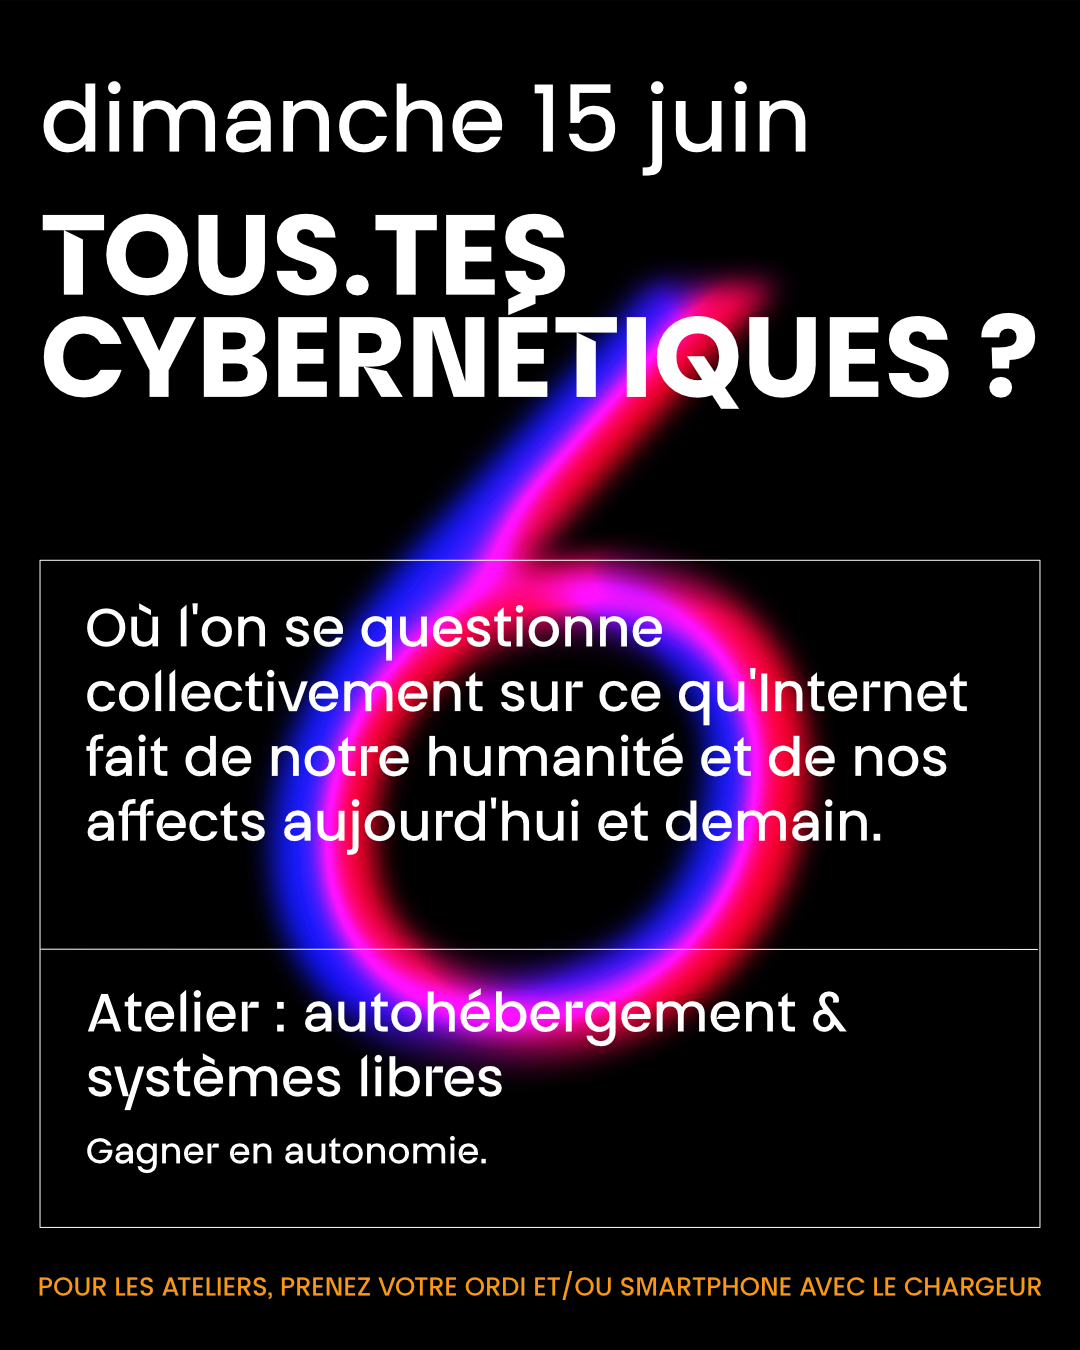 dimanche 15 juin
TOUS.TES
CYBERNÉTIQUES ?
6
Où l'on se questionne
collectivement sur ce qu'Internet
fait de notre humanité et de nos
affects aujourd'hui et demain.
Atelier : autohébergement &
systèmes libres
Gagner en autonomie.
POUR LES ATELIERS, PRENEZ VOTRE ORDI ET/OU SMARTPHONE AVEC LE CHARGEUR